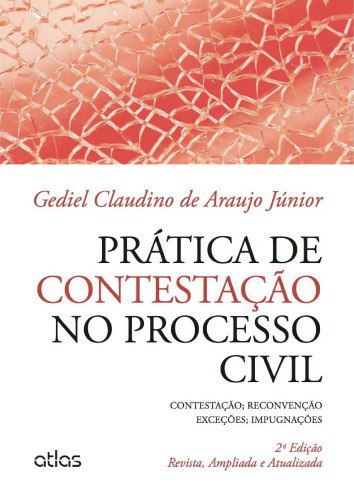 Gediel Claudino de Araujo Júnior
PRÁTICA DE
CONTESTAÇÃO
NO PROCESSO
CIVIL
CONTESTAÇÃO; RECONVENÇÃO
EXCEÇÕES; IMPUGNAÇÕES
2ª Edição
Revista, Ampliada e Atualizada
atlas